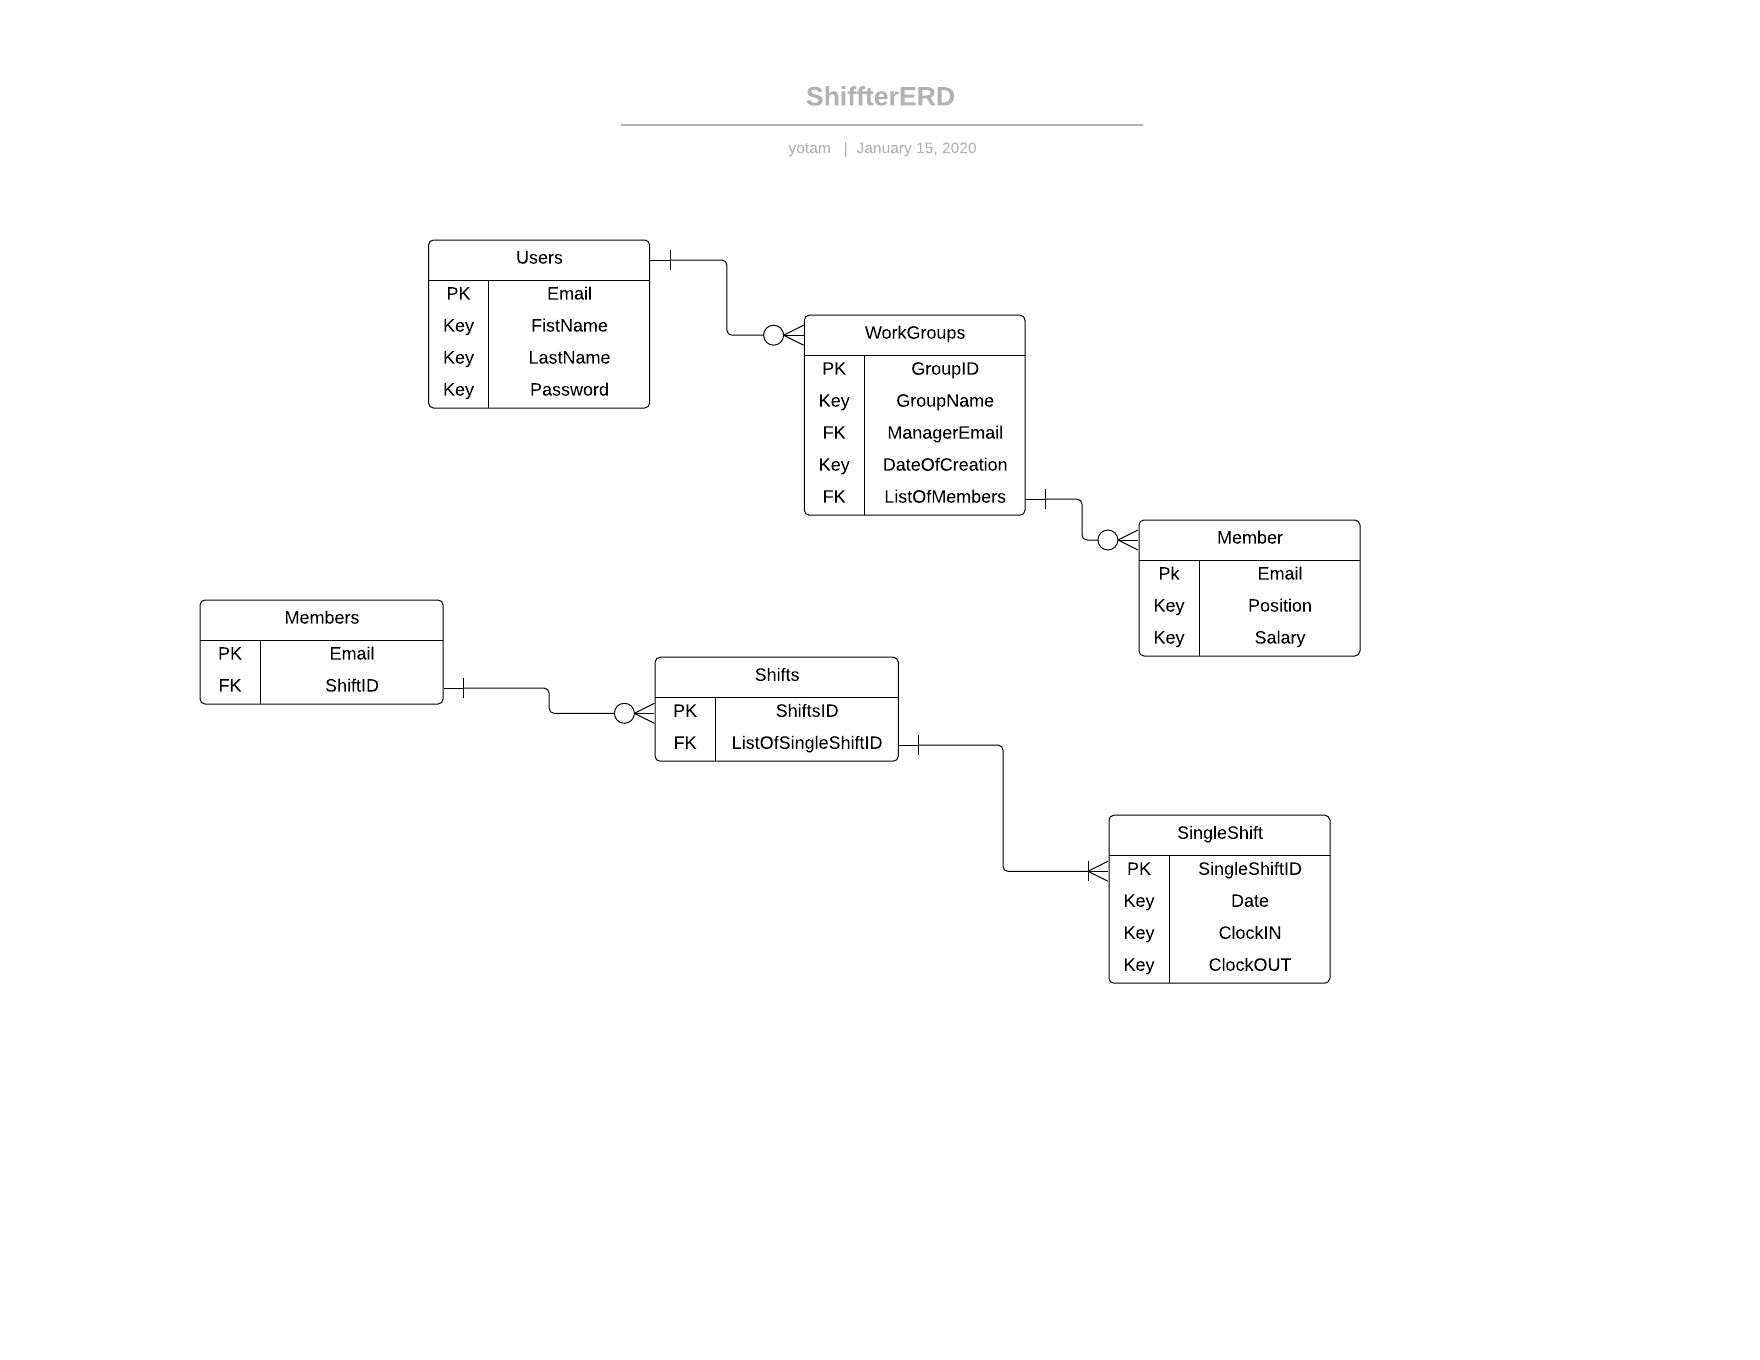 ShiffterERD
yotam | January 15, 2020
Users
PK Email
Key FistName
Key LastName
Key Password
WorkGroups
PK GroupID
Key GroupName
FK ManagerEmail
Key DateOfCreation
FK ListOfMembers
Member
Pk Email
Key Position
Key Salary
Members
PK Email
FK ShiftID
Shifts
PK ShiftsID
FK ListOfSingleShiftID
SingleShift
PK SingleShiftID
Key Date
Key ClockIN
Key ClockOUT